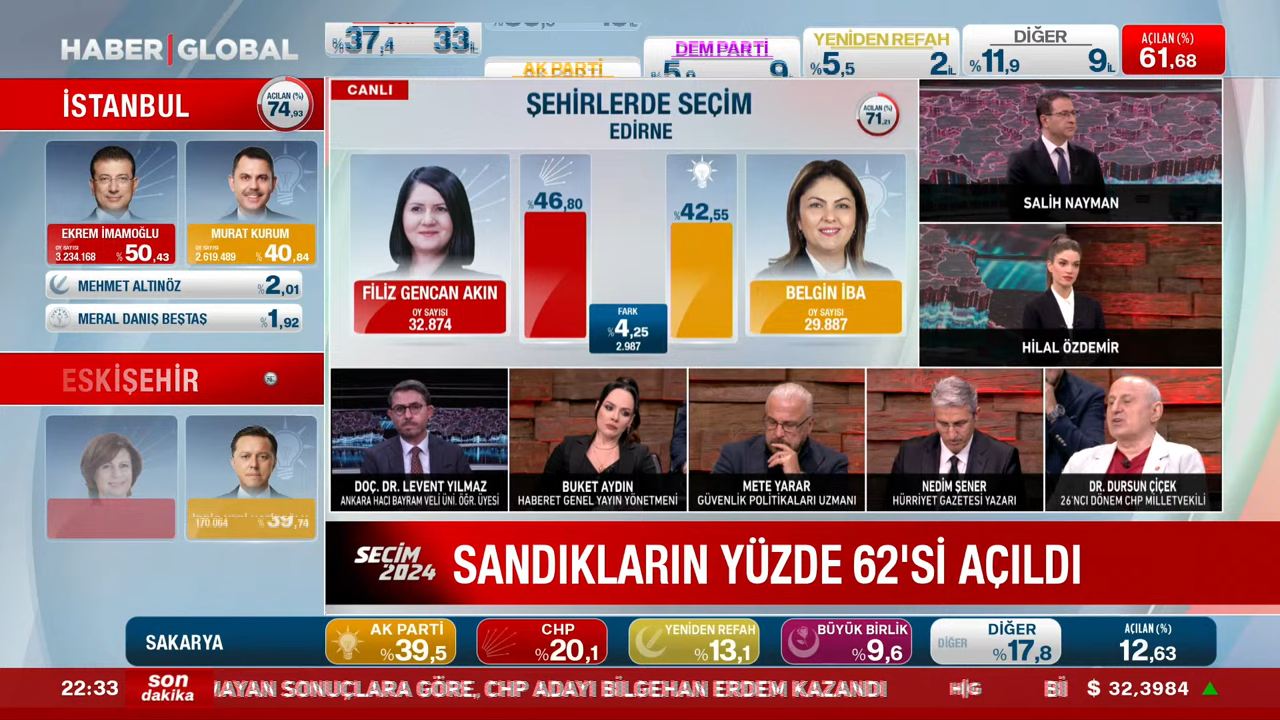 HABER GLOBAL
%37,4 33 İL
AK PARTİ
DEM PARTİ
YENİDEN REFAH
%5,5 2 İL
DİĞER
%11,9 9 İL
AÇILAN (%)
61,68
İSTANBUL
AÇILAN (%)
74,93
EKREM İMAMOĞLU
OY SAYISI
3.234.168 %50,43
MURAT KURUM
OY SAYISI
2.619.489 %40,84
MEHMET ALTINÖZ %2,01
MERAL DANIŞ BEŞTAŞ %1,92
ESKİŞEHİR
170.064 %39,74
CANLI
ŞEHİRLERDE SEÇİM
EDİRNE
AÇILAN (%)
71,21
%46,80
%42,55
FİLİZ GENCAN AKIN
OY SAYISI
32.874
FARK
%4,25
2.987
BELGİN İBA
OY SAYISI
29.887
SALİH NAYMAN
HİLAL ÖZDEMİR
DOÇ. DR. LEVENT YILMAZ
ANKARA HACI BAYRAM VELİ ÜNİ. ÖĞR. ÜYESİ
BUKET AYDIN
HABERET GENEL YAYIN YÖNETMENİ
METE YARAR
GÜVENLİK POLİTİKALARI UZMANI
NEDİM ŞENER
HÜRRİYET GAZETESİ YAZARI
DR. DURSUN ÇİÇEK
26'NCI DÖNEM CHP MİLLETVEKİLİ
SEÇİM
2024
SANDIKLARIN YÜZDE 62'Sİ AÇILDI
SAKARYA
AK PARTİ
%39,5
CHP
%20,1
YENİDEN REFAH
%13,1
BÜYÜK BİRLİK
%9,6
DİĞER
DİĞER
%17,8
AÇILAN (%)
12,63
22:33
son
dakika
SONUÇLARA GÖRE, CHP ADAYI BİLGEHAN ERDEM KAZANDI
$ 32,3984